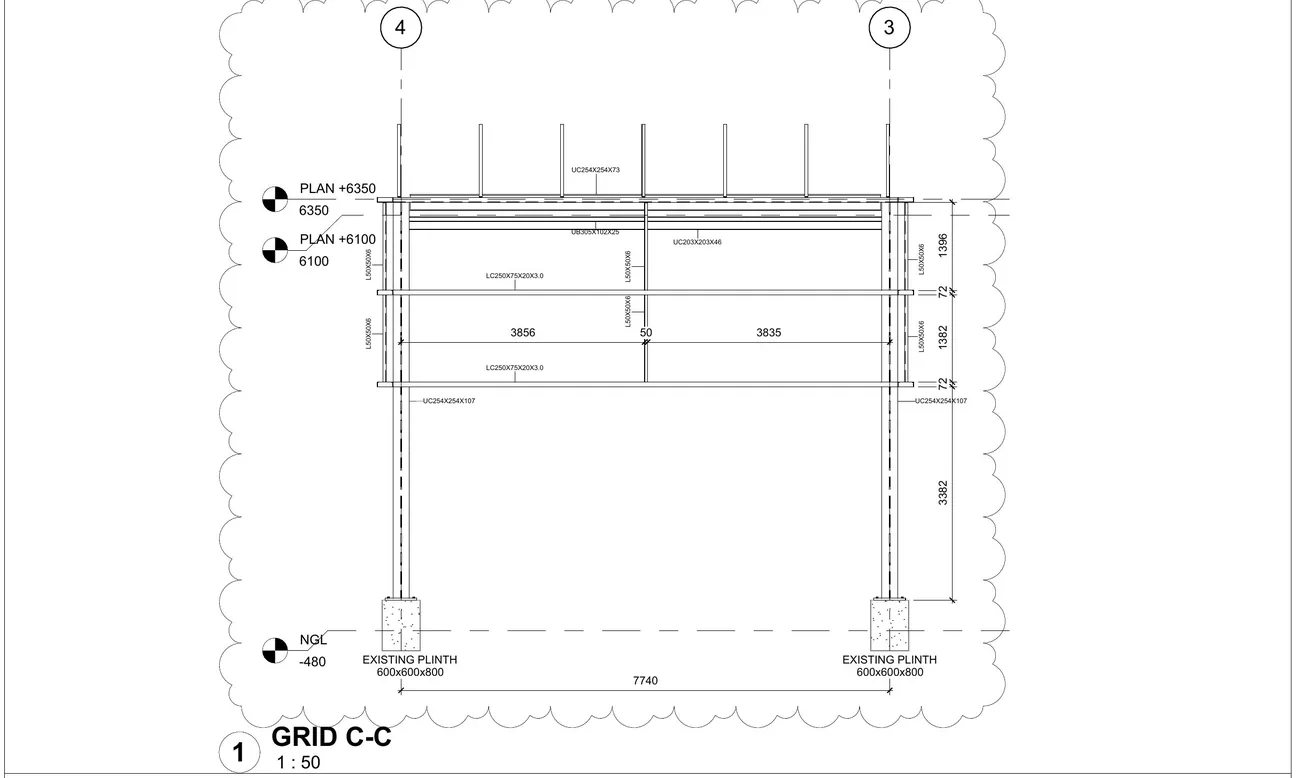 4
3
UC254X254X73
PLAN +6350
6350
PLAN +6100
6100
UB305X102X25
UC203X203X46
L50X50X6
L50X50X6
L50X50X6
1396
LC250X75X20X3.0
72
L50X50X6
L50X50X6
L50X50X6
3856
50
3835
1382
LC250X75X20X3.0
72
UC254X254X107
UC254X254X107
3382
NGL
-480
EXISTING PLINTH
600x600x800
EXISTING PLINTH
600x600x800
7740
1
GRID C-C
1 : 50